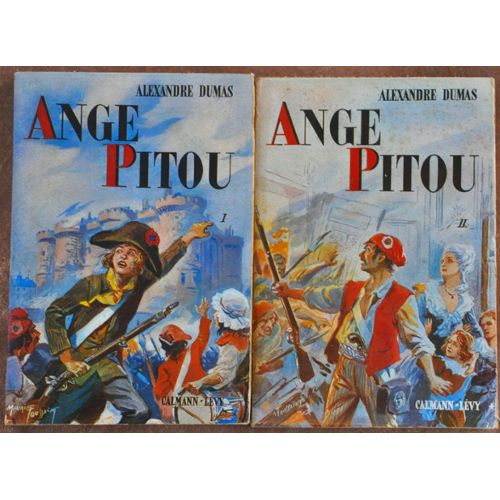 ALEXANDRE DUMAS
ANGE
PITOU
I
CALMANN-LÉVY
ALEXANDRE DUMAS
ANGE
PITOU
II
CALMANN-LÉVY